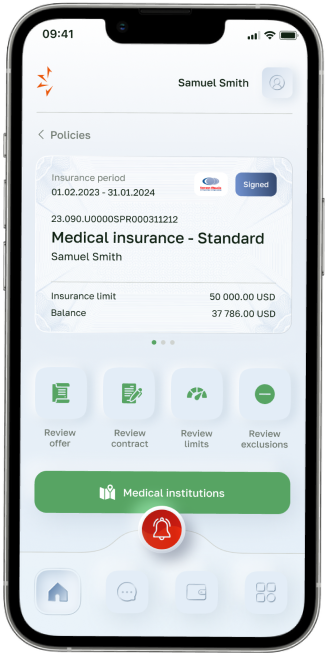 09:41
Samuel Smith
< Policies
Insurance period
01.02.2023 - 31.01.2024
Signed
23.090.U0000SPR000311212
Medical insurance - Standard
Samuel Smith
Insurance limit 50 000.00 USD
Balance 37 786.00 USD
Review offer
Review contract
Review limits
Review exclusions
Medical institutions